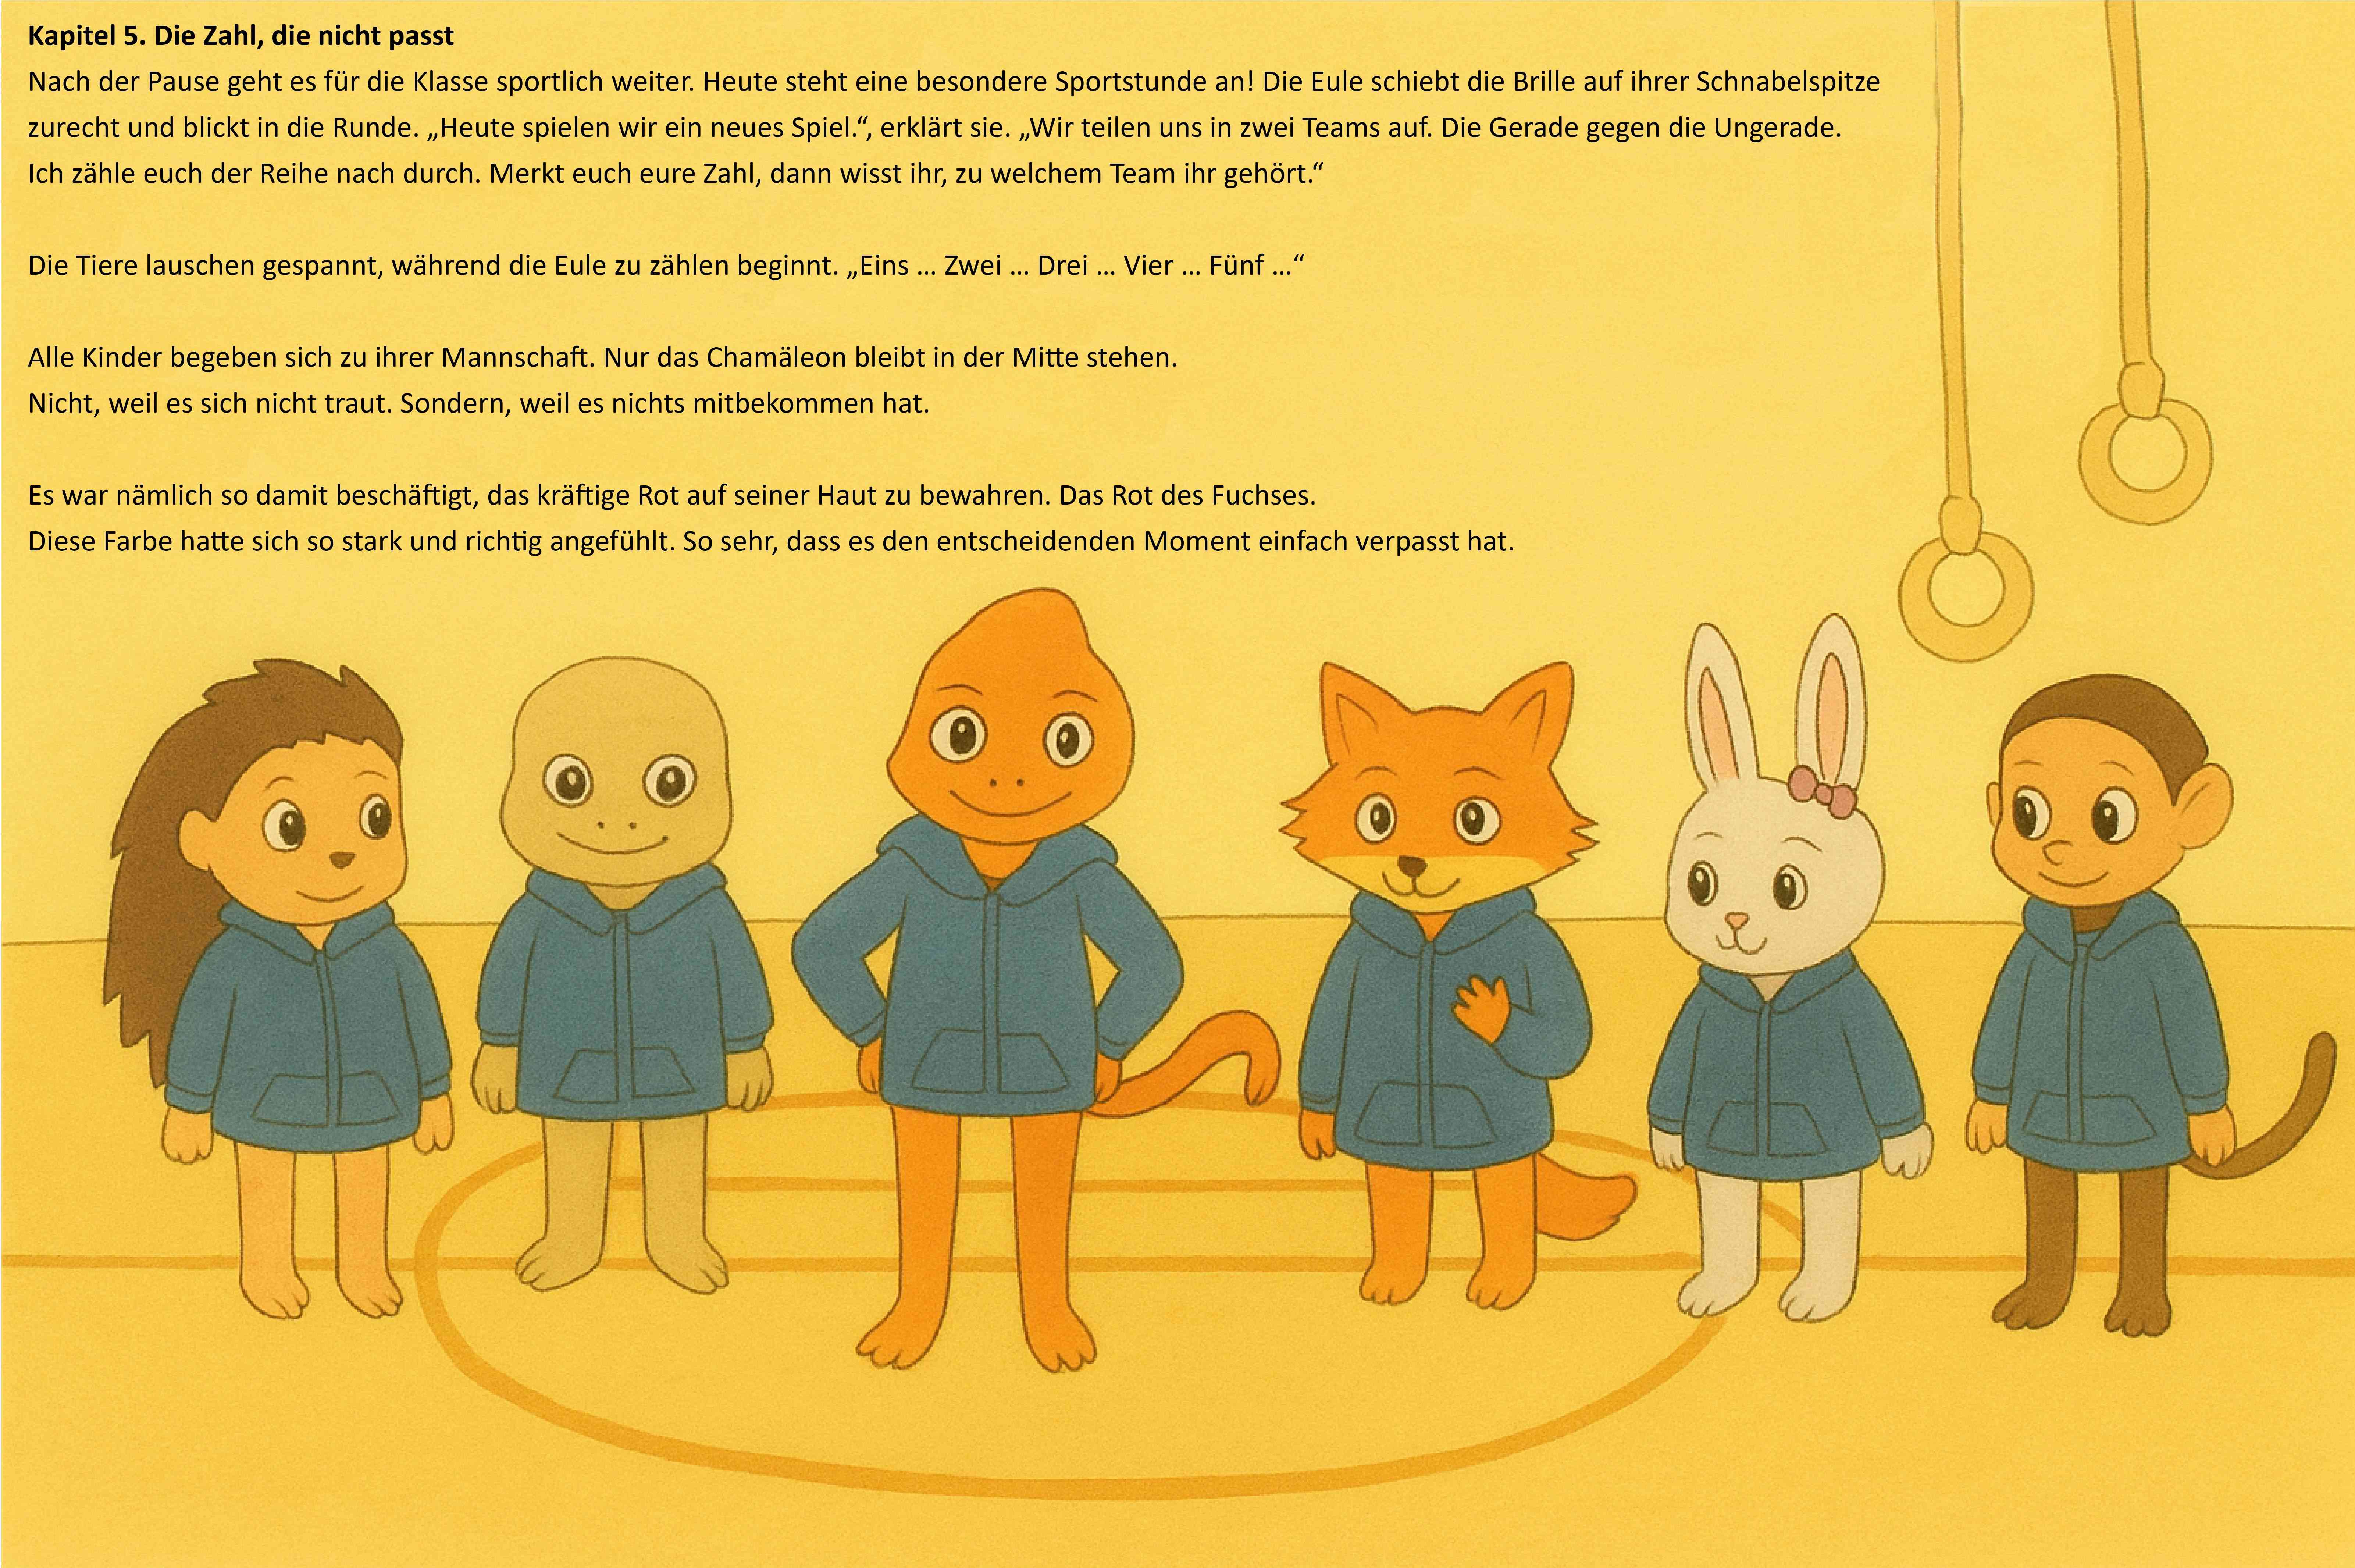 Kapitel 5. Die Zahl, die nicht passt
Nach der Pause geht es für die Klasse sportlich weiter. Heute steht eine besondere Sportstunde an! Die Eule schiebt die Brille auf ihrer Schnabelspitze
zurecht und blickt in die Runde. „Heute spielen wir ein neues Spiel.“, erklärt sie. „Wir teilen uns in zwei Teams auf. Die Gerade gegen die Ungerade.
Ich zähle euch der Reihe nach durch. Merkt euch eure Zahl, dann wisst ihr, zu welchem Team ihr gehört.“
Die Tiere lauschen gespannt, während die Eule zu zählen beginnt. „Eins … Zwei … Drei … Vier … Fünf …“
Alle Kinder begeben sich zu ihrer Mannschaft. Nur das Chamäleon bleibt in der Mitte stehen.
Nicht, weil es sich nicht traut. Sondern, weil es nichts mitbekommen hat.
Es war nämlich so damit beschäftigt, das kräftige Rot auf seiner Haut zu bewahren. Das Rot des Fuchses.
Diese Farbe hatte sich so stark und richtig angefühlt. So sehr, dass es den entscheidenden Moment einfach verpasst hat.